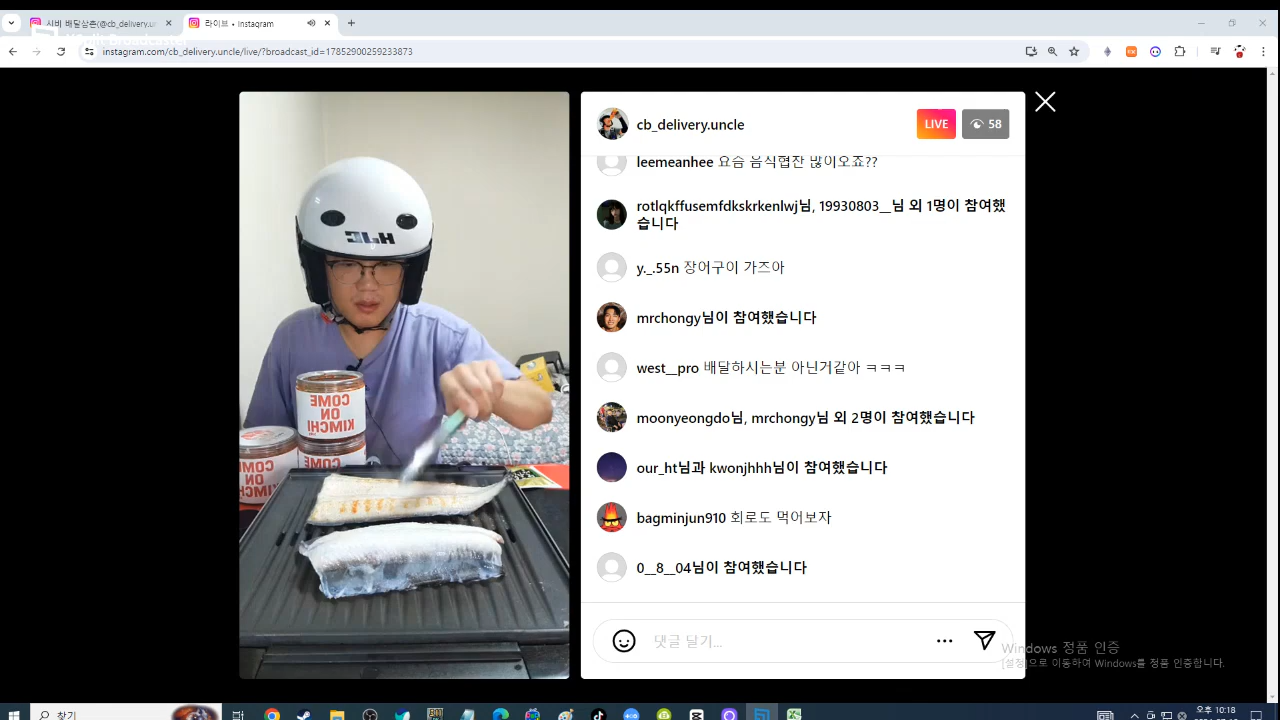 시바 배달삼촌(@cb_delivery.un
라이브 • Instagram
instagram.com/cb_delivery.uncle/live/?broadcast_id=17852900259233873
cb_delivery.uncle
LIVE
58
leemeanhee 요즘 음식협찬 많이오죠??
rotlqkffusemfdkskrkenlwj님, 19930803__님 외 1명이 참여했
습니다
y._.55n 장어구이 가즈아
mrchongy님이 참여했습니다
west__pro 배달하시는분 아닌거같아 ㅋㅋㅋ
moonyeongdo님, mrchongy님 외 2명이 참여했습니다
our_ht님과 kwonjhhh님이 참여했습니다
bagminjun910 회로도 먹어보자
0__8__04님이 참여했습니다
댓글 달기...
HJC
COME
ON
KIMCHI
COME
ON
KIMCHI
COME
Windows 정품 인증
[설정]으로 이동하여 Windows를 정품 인증합니다.
찾기
오후 10:18